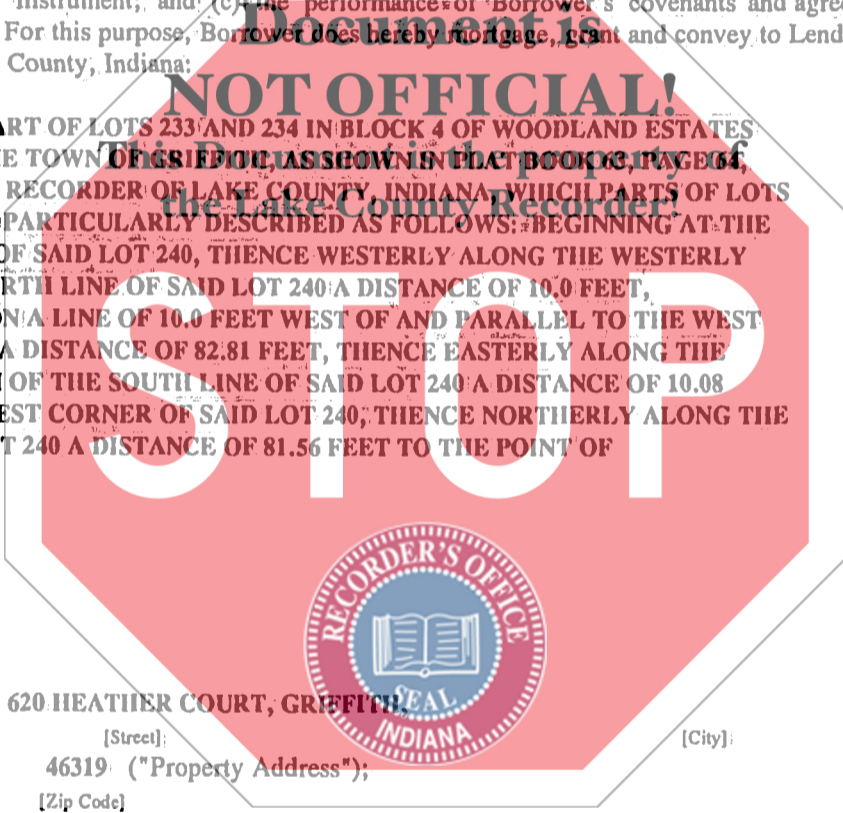 Instrument; and (c) the performance of Borrower's covenants and agre
Document is
For this purpose, Borrower does hereby mortgage, grant and convey to Lend
County, Indiana:
NOT OFFICIAL!
ART OF LOTS 233 AND 234 IN BLOCK 4 OF WOODLAND ESTATES
This Document is the property of
E TOWN OF GRIFFITH, AS SHOWN IN PLAT BOOK 63, PAGE 64,
RECORDER OF LAKE COUNTY, INDIANA, WHICH PARTS OF LOTS
the Lake County Recorder!
PARTICULARLY DESCRIBED AS FOLLOWS: BEGINNING AT THE
OF SAID LOT 240, THENCE WESTERLY ALONG THE WESTERLY
RTH LINE OF SAID LOT 240 A DISTANCE OF 10.0 FEET,
N A LINE OF 10.0 FEET WEST OF AND PARALLEL TO THE WEST
A DISTANCE OF 82.81 FEET, THENCE EASTERLY ALONG THE
OF THE SOUTH LINE OF SAID LOT 240 A DISTANCE OF 10.08
EST CORNER OF SAID LOT 240; THENCE NORTHERLY ALONG THE
T 240 A DISTANCE OF 81.56 FEET TO THE POINT OF
STOP
RECORDER'S OFFICE
SEAL
INDIANA
620 HEATHER COURT, GRIFFITH,
[Street] [City]
46319 ("Property Address");
[Zip Code]